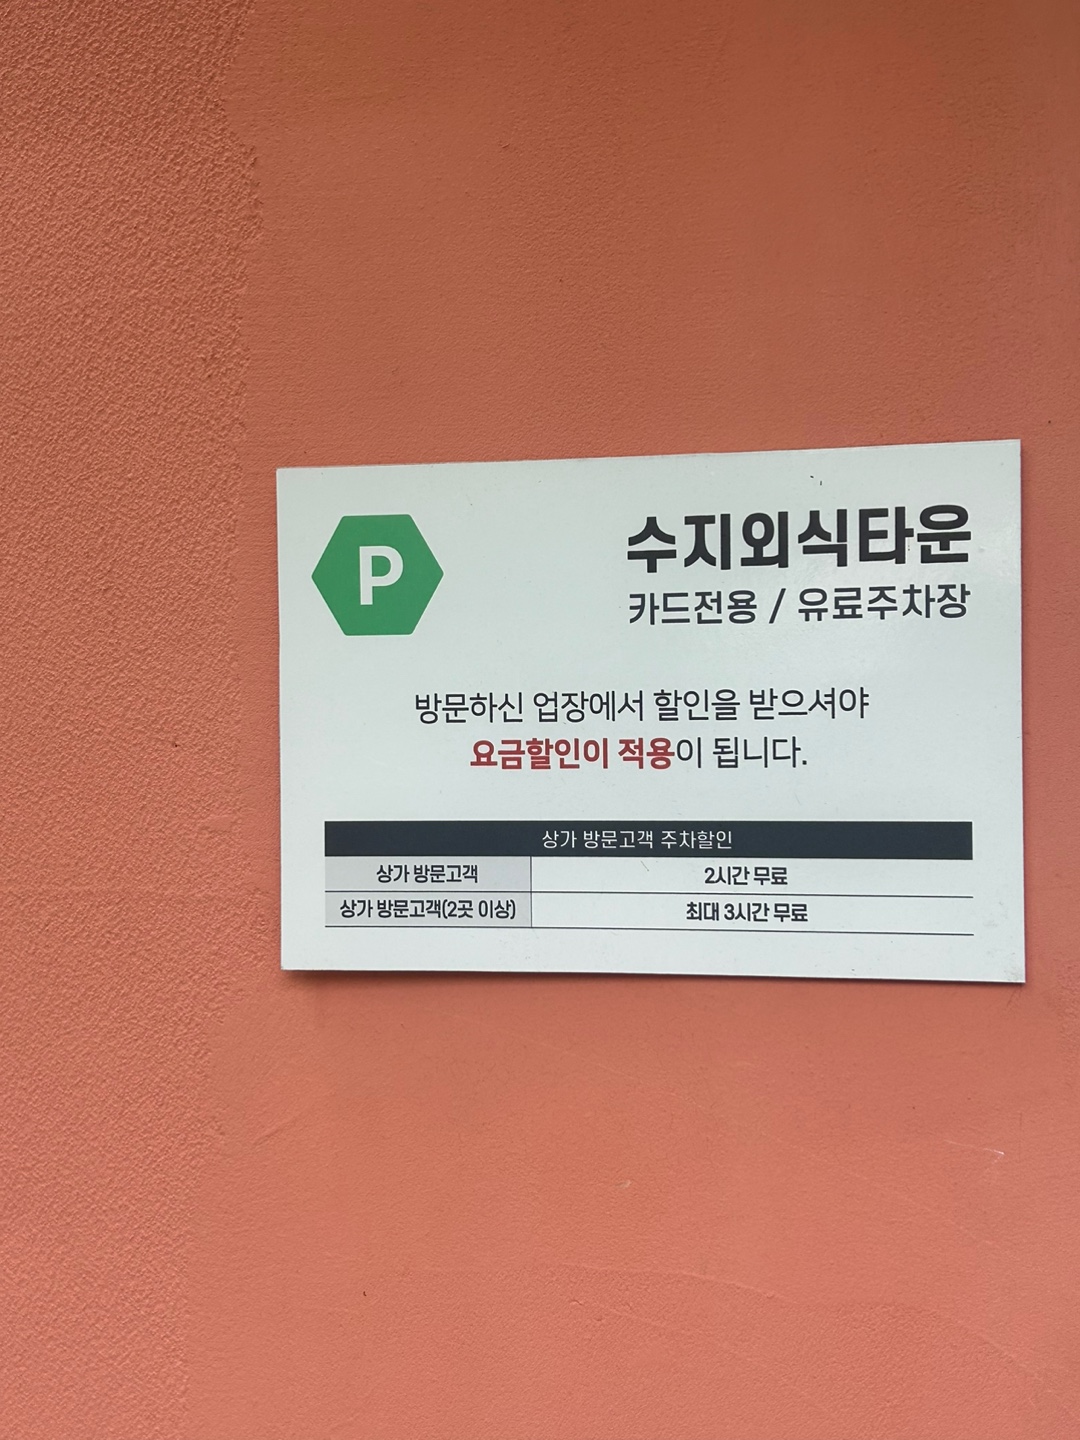 P
수지외식타운
카드전용 / 유료주차장
방문하신 업장에서 할인을 받으셔야
요금할인이 적용이 됩니다.
상가 방문고객 주차할인
상가 방문고객 2시간 무료
상가 방문고객(2곳 이상) 최대 3시간 무료